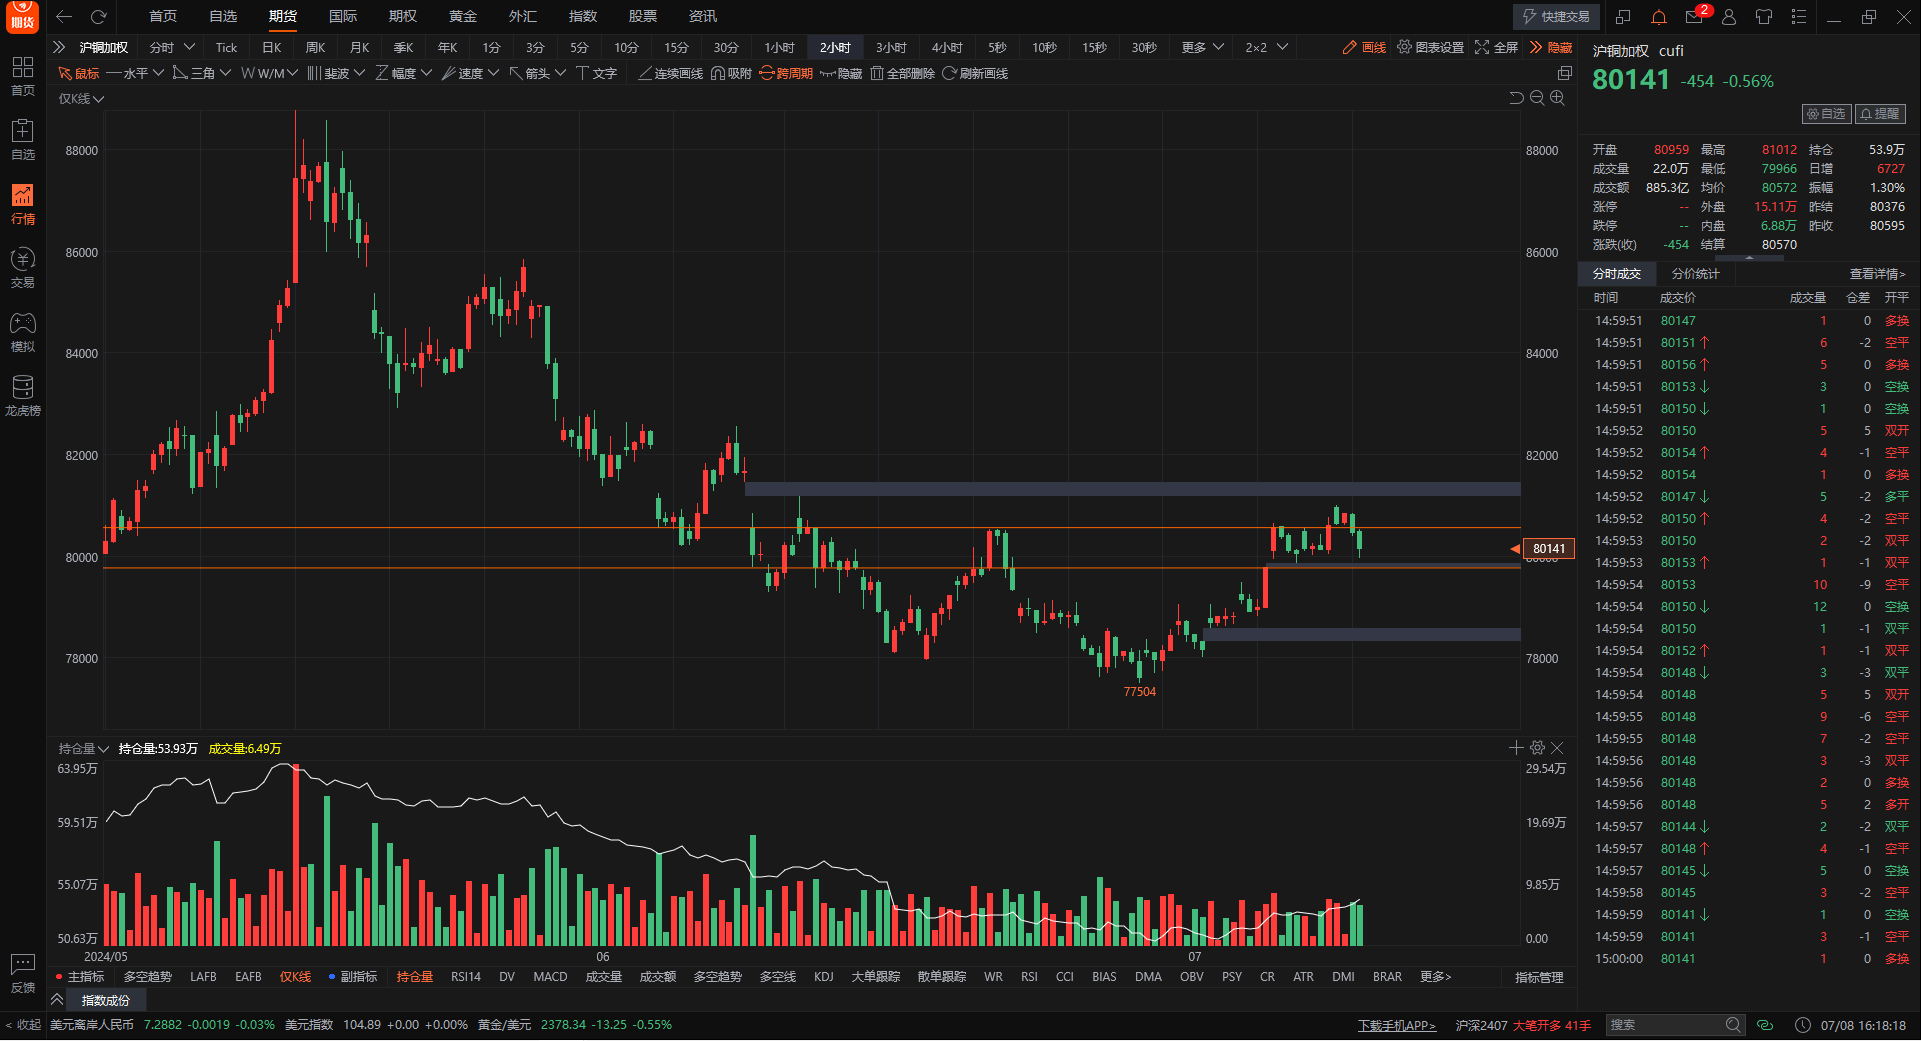 期货
首页 自选 期货 国际 期权 黄金 外汇 指数 股票 资讯
快捷交易 2
沪铜加权 分时 Tick 日K 周K 月K 季K 年K 1分 3分 5分 10分 15分 30分 1小时 2小时 3小时 4小时 5秒 10秒 15秒 30秒 更多 2×2 画线 图表设置 全屏 隐藏
鼠标 水平 三角 W/M 斐波 幅度 速度 箭头 文字 连续画线 吸附 跨周期 隐藏 全部删除 刷新画线
仅K线
首页
自选
行情
交易
模拟
龙虎榜
反馈
< 收起
88000 88000
86000 86000
84000 84000
82000 82000
80000 80000
80141
78000 78000
77504
持仓量 持仓量:53.93万 成交量:6.49万
63.95万 29.54万
59.51万 19.69万
55.07万 9.85万
50.63万 0.00
2024/05 06 07
主指标 多空趋势 LAFB EAFB 仅K线 副指标 持仓量 RSI14 DV MACD 成交量 成交额 多空趋势 多空线 KDJ 大单跟踪 散单跟踪 WR RSI CCI BIAS DMA OBV PSY CR ATR DMI BRAR 更多> 指标管理
指数成份
沪铜加权 cufi
80141 -454 -0.56%
自选 提醒
开盘 80959 最高 81012 持仓 53.9万
成交量 22.0万 最低 79966 日增 6727
成交额 885.3亿 均价 80572 振幅 1.30%
涨停 -- 外盘 15.11万 昨结 80376
跌停 -- 内盘 6.88万 昨收 80595
涨跌(收) -454 结算 80570
分时成交 分价统计 查看详情>
时间 成交价 成交量 仓差 开平
14:59:51 80147 1 0 多换
14:59:51 80151↑ 6 -2 空平
14:59:51 80156↑ 5 0 多换
14:59:51 80153↓ 3 0 空换
14:59:51 80150↓ 1 0 空换
14:59:52 80150 5 5 双开
14:59:52 80154↑ 4 -1 空平
14:59:52 80154 1 0 多换
14:59:52 80147↓ 5 -2 多平
14:59:52 80150↑ 4 -2 空平
14:59:53 80150 2 -2 双平
14:59:53 80153↑ 1 -1 双平
14:59:54 80153 10 -9 空平
14:59:54 80150↓ 12 0 空换
14:59:54 80150 1 -1 双平
14:59:54 80152↑ 1 -1 双平
14:59:54 80148↓ 3 -3 双平
14:59:54 80148 5 5 双开
14:59:55 80148 9 -6 空平
14:59:55 80148 7 -2 空平
14:59:56 80148 3 -3 双平
14:59:56 80148 2 0 多换
14:59:56 80148 5 2 多开
14:59:57 80144↓ 2 -2 双平
14:59:57 80148↑ 4 -1 空平
14:59:57 80145↓ 5 0 空换
14:59:58 80145 3 -2 空平
14:59:59 80141↓ 1 0 空换
14:59:59 80141 3 -1 空平
15:00:00 80141 1 0 多换
美元离岸人民币 7.2882 -0.0019 -0.03% 美元指数 104.89 +0.00 +0.00% 黄金/美元 2378.34 -13.25 -0.55% 下载手机APP> 沪深2407 大笔开多 41手 搜索 07/08 16:18:18